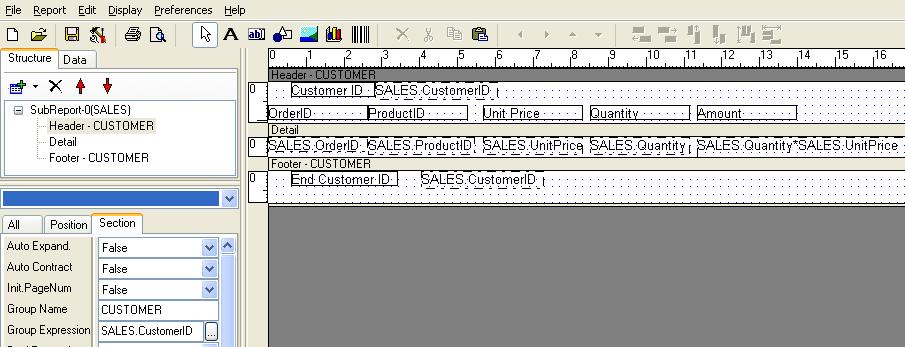 File Report Edit Display Preferences Help
A ab|
Structure Data
SubReport-0(SALES)
Header - CUSTOMER
Detail
Footer - CUSTOMER
All Position Section
Auto Expand. False
Auto Contract False
Init.PageNum False
Group Name CUSTOMER
Group Expression SALES.CustomerID ...
0 1 2 3 4 5 6 7 8 9 10 11 12 13 14 15 16
Header - CUSTOMER
0 Customer ID SALES.CustomerID
OrderID ProductID Unit Price Quantity Amount
Detail
0 SALES.OrderID SALES.ProductID SALES.UnitPrice SALES.Quantity SALES.Quantity*SALES.UnitPrice
Footer - CUSTOMER
0 End Customer ID SALES.CustomerID